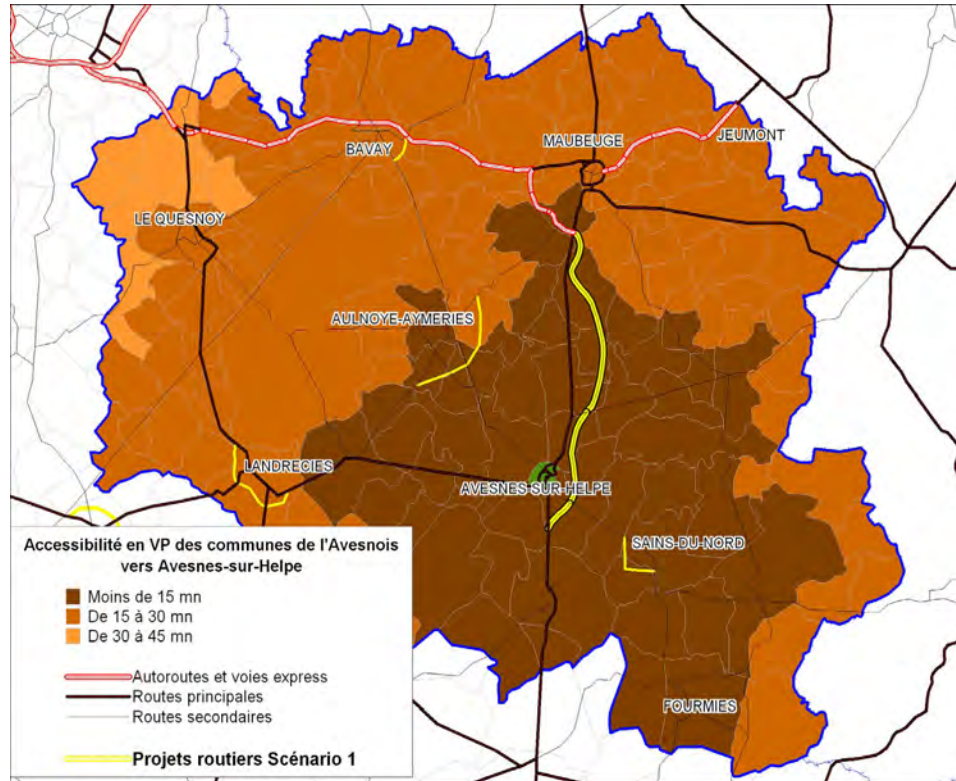 MAUBEUGE
JEUMONT
BAVAY
LE QUESNOY
AULNOYE-AYMERIES
LANDRECIES
AVESNES-SUR-HELPE
SAINS-DU-NORD
FOURMIES
Accessibilité en VP des communes de l'Avesnois
vers Avesnes-sur-Helpe
Moins de 15 mn
De 15 à 30 mn
De 30 à 45 mn
Autoroutes et voies express
Routes principales
Routes secondaires
Projets routiers Scénario 1